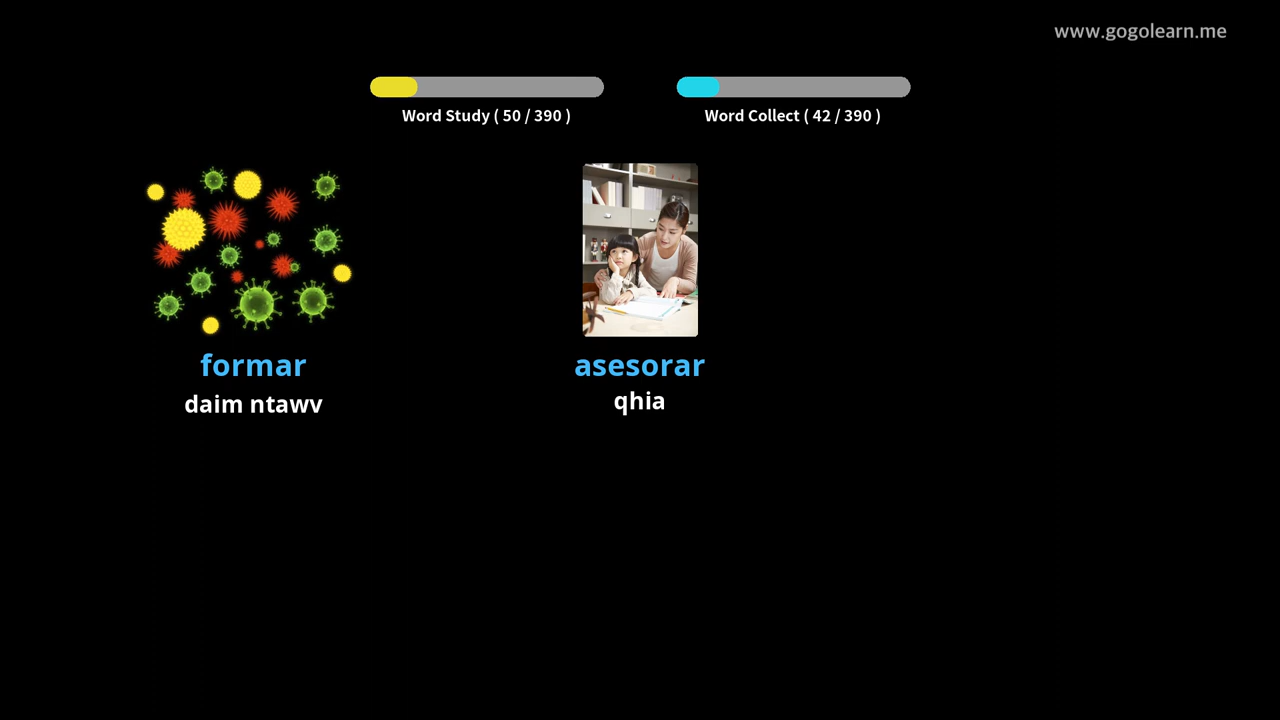 www.gogolearn.me
Word Study ( 50 / 390 )
Word Collect ( 42 / 390 )
formar
daim ntawv
asesorar
qhia